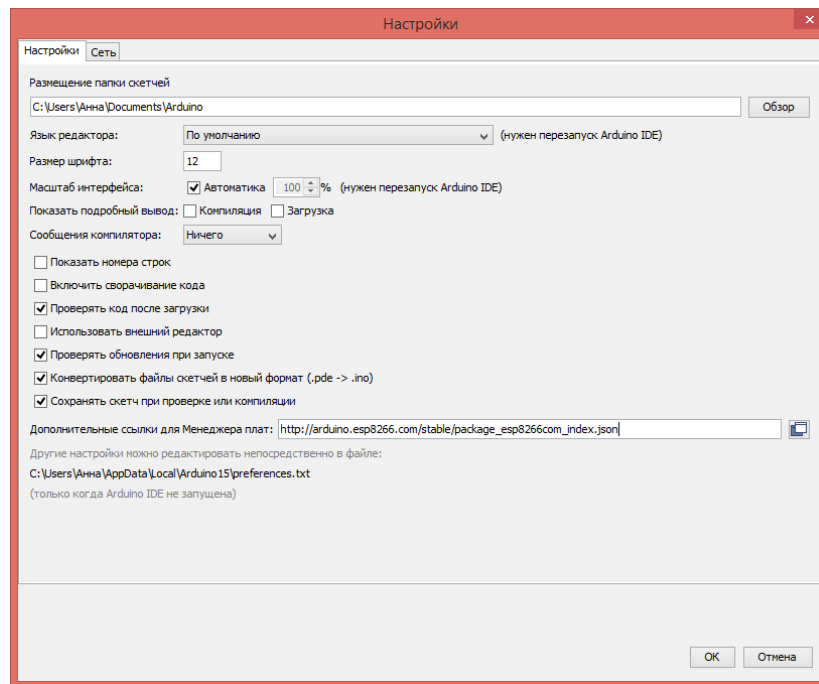 Настройки
Настройки Сеть
Размещение папки скетчей
C:\Users\Анна\Documents\Arduino Обзор
Язык редактора: По умолчанию (нужен перезапуск Arduino IDE)
Размер шрифта: 12
Масштаб интерфейса: Автоматика 100 % (нужен перезапуск Arduino IDE)
Показать подробный вывод: Компиляция Загрузка
Сообщения компилятора: Ничего
Показать номера строк
Включить сворачивание кода
Проверять код после загрузки
Использовать внешний редактор
Проверять обновления при запуске
Конвертировать файлы скетчей в новый формат (.pde -> .ino)
Сохранять скетч при проверке или компиляции
Дополнительные ссылки для Менеджера плат: http://arduino.esp8266.com/stable/package_esp8266com_index.json
Другие настройки можно редактировать непосредственно в файле:
C:\Users\Анна\AppData\Local\Arduino15\preferences.txt
(только когда Arduino IDE не запущена)
OK Отмена